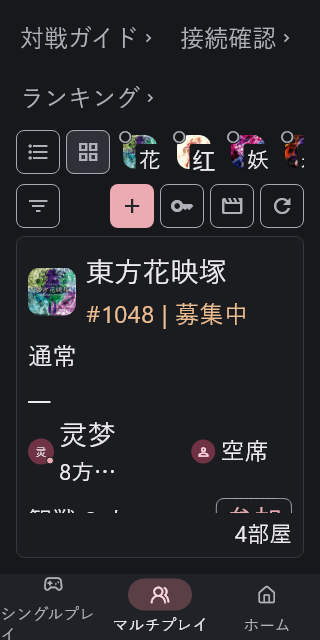 対戦ガイド
接続確認
ランキング
花
红
妖
東方花映塚
#1048 | 募集中
通常
—
灵
灵梦
空席
8方…
4部屋
シングルプレイ
マルチプレイ
ホーム